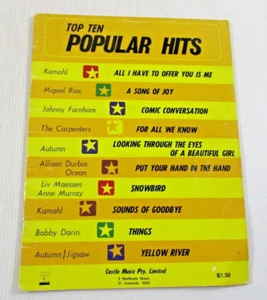 TOP TEN
POPULAR HITS
Kamahl ALL I HAVE TO OFFER YOU IS ME
Miguel Rios A SONG OF JOY
Johnny Farnham COMIC CONVERSATION
The Carpenters FOR ALL WE KNOW
Autumn LOOKING THROUGH THE EYES
OF A BEAUTIFUL GIRL
Allison Durbin
Ocean PUT YOUR HAND IN THE HAND
Liv Maessen
Anne Murray SNOWBIRD
Kamahl SOUNDS OF GOODBYE
Bobby Darin THINGS
Autumn/Jigsaw YELLOW RIVER
Castle Music Pty. Limited
$1.50